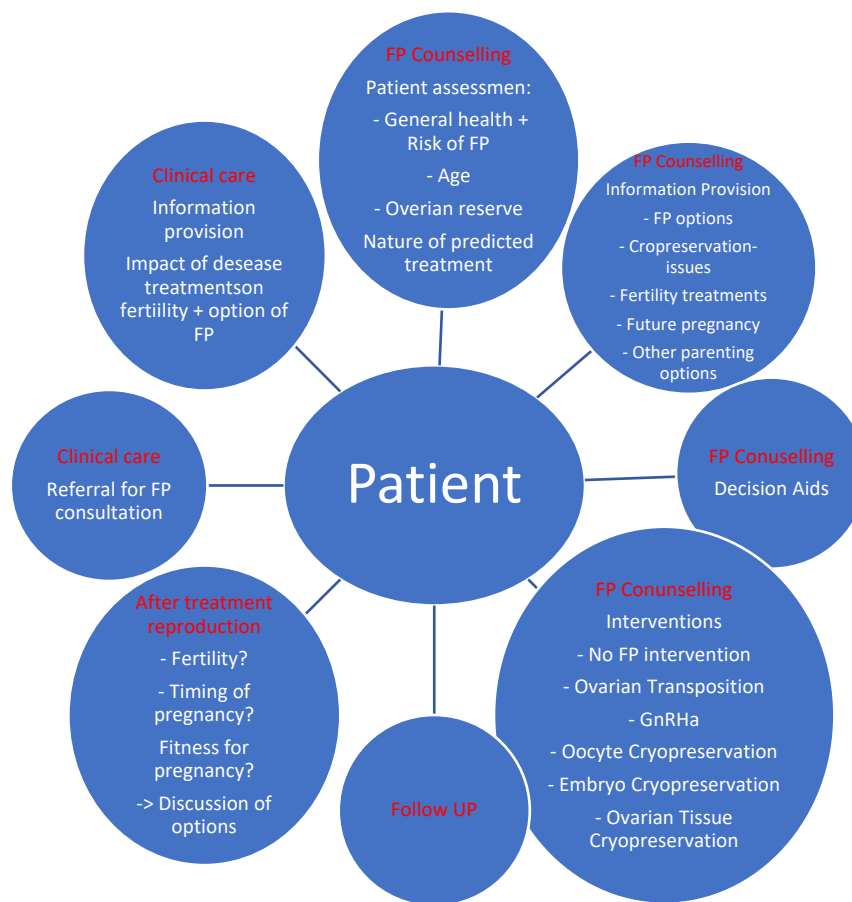 FP Counselling
Patient assessmen:
- General health +
Risk of FP
- Age
- Overian reserve
Nature of predicted
treatment
FP Counselling
Information Provision
- FP options
- Cropreservation-
issues
- Fertility treatments
- Future pregnancy
- Other parenting
options
FP Conuselling
Decision Aids
FP Conunselling
Interventions
- No FP intervention
- Ovarian Transposition
- GnRHa
- Oocyte Cryopreservation
- Embryo Cryopreservation
- Ovarian Tissue
Cryopreservation
Follow UP
After treatment
reproduction
- Fertility?
- Timing of
pregnancy?
Fitness for
pregnancy?
-> Discussion of
options
Clinical care
Referral for FP
consultation
Clinical care
Information
provision
Impact of desease
treatmentson
fertiility + option of
FP
Patient